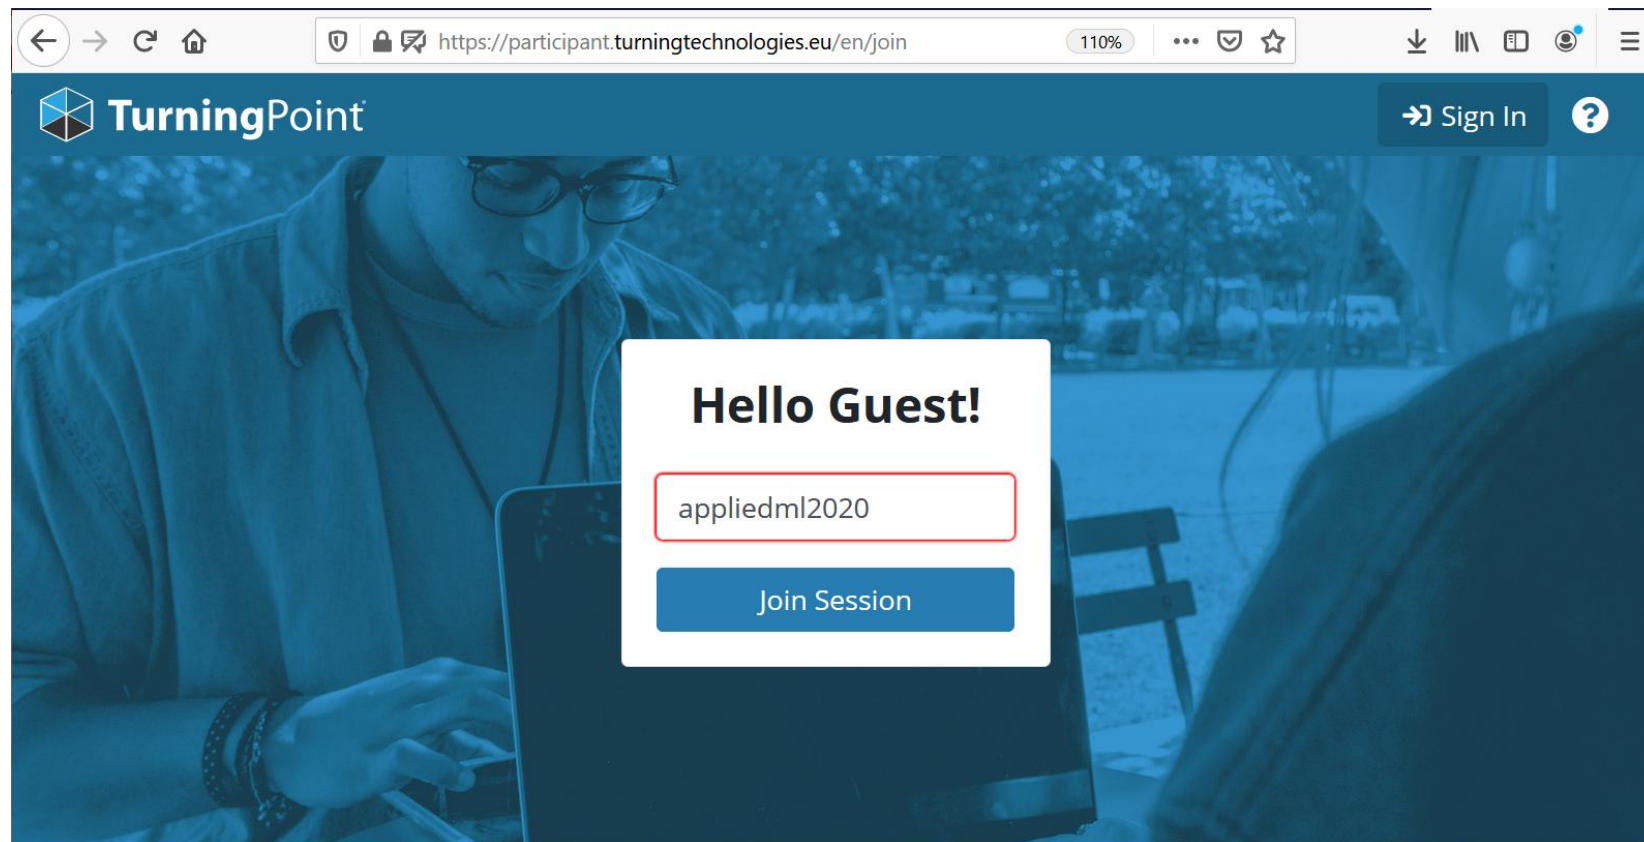 https://participant.turningtechnologies.eu/en/join
110%
TurningPoint
Sign In
Hello Guest!
appliedml2020
Join Session